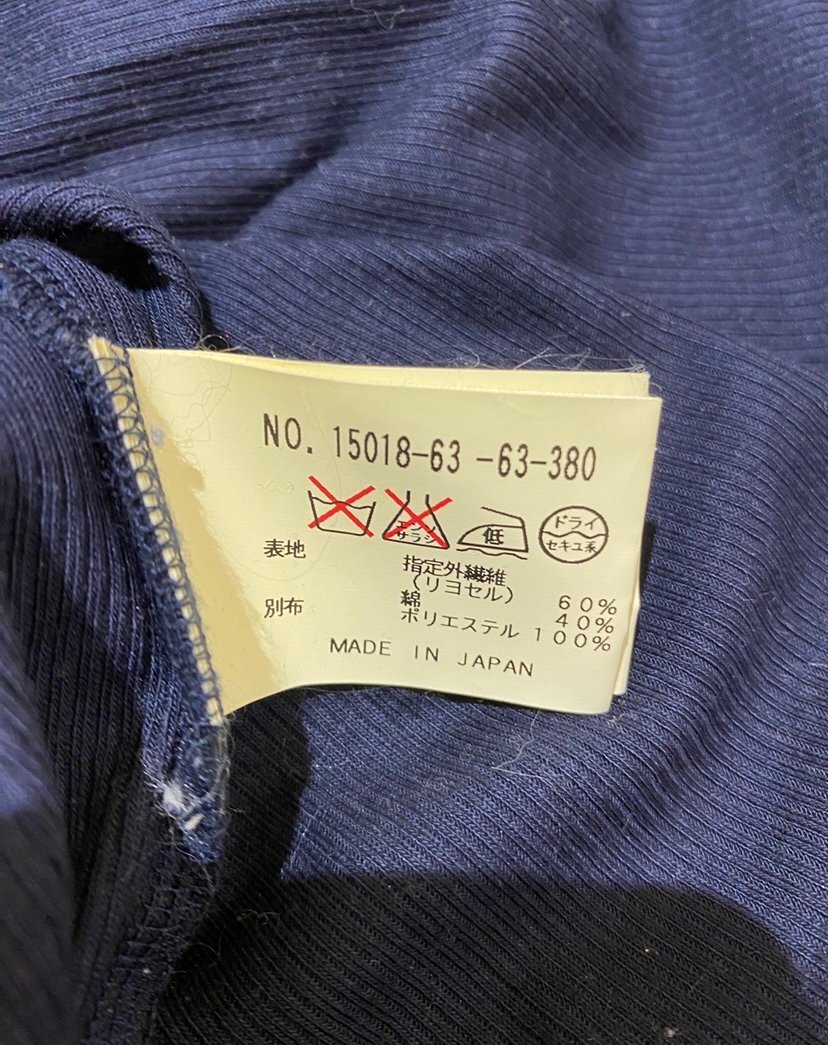 NO. 15018-63 -63-380
エンソ サラシ
低
ドライ
セキユ系
表地 指定外繊維
(リヨセル) 60%
綿 40%
別布 ポリエステル 100%
MADE IN JAPAN